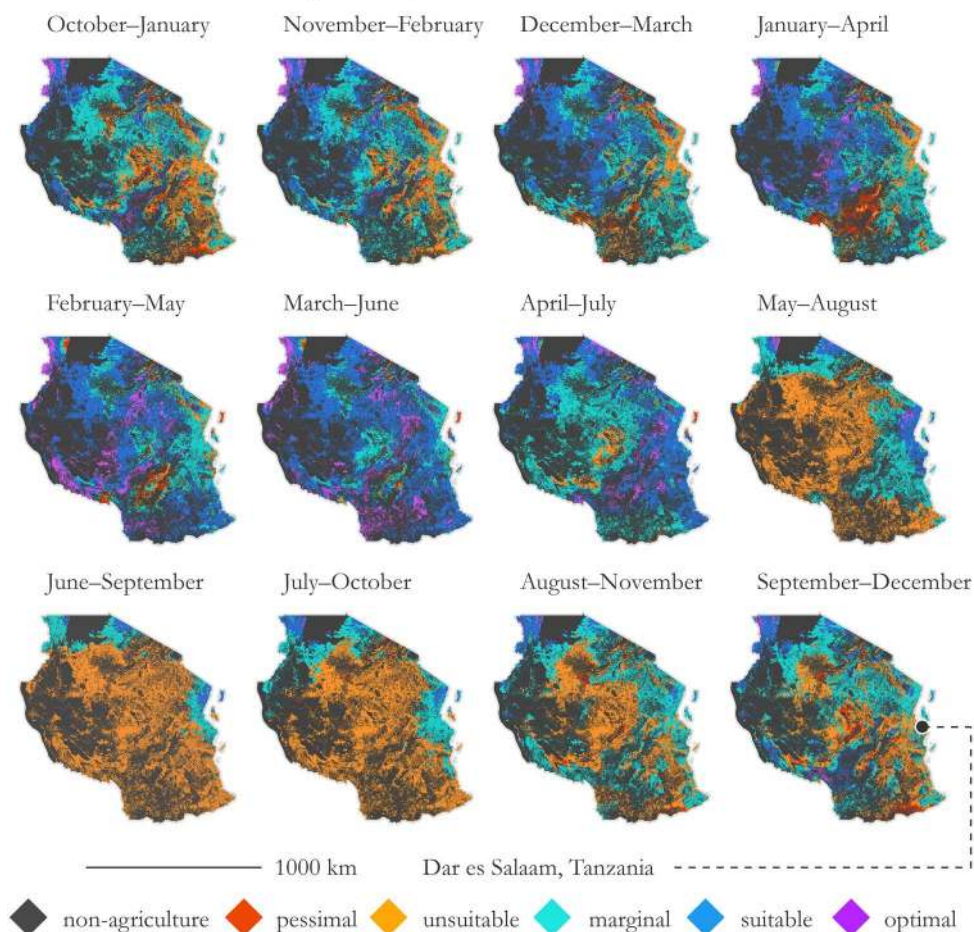 October–January November–February December–March January–April
February–May March–June April–July May–August
June–September July–October August–November September–December
1000 km Dar es Salaam, Tanzania
non-agriculture pessimal unsuitable marginal suitable optimal